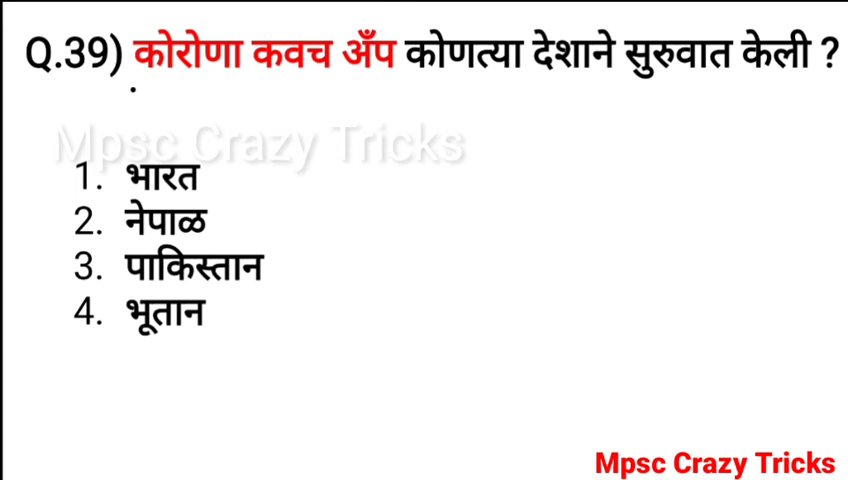 Q.39) कोरोणा कवच अँप कोणत्या देशाने सुरुवात केली ?
Mpsc Crazy Tricks
1. भारत
2. नेपाळ
3. पाकिस्तान
4. भूतान
Mpsc Crazy Tricks